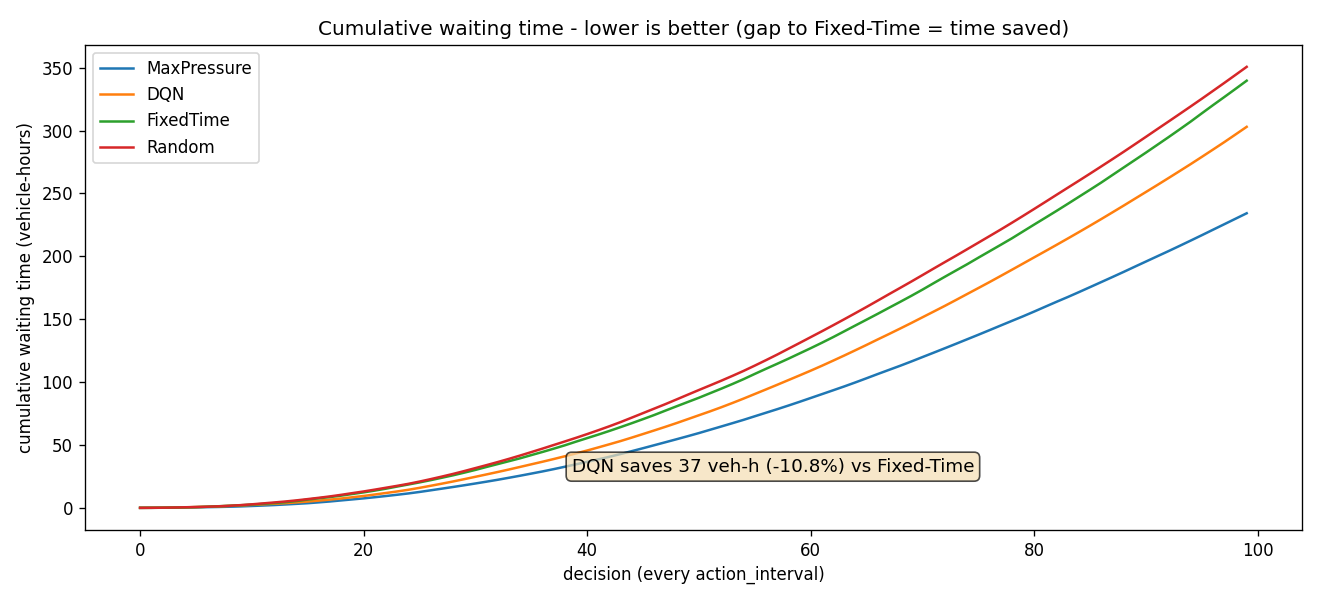 Cumulative waiting time - lower is better (gap to Fixed-Time = time saved)
MaxPressure
DQN
FixedTime
Random
cumulative waiting time (vehicle-hours)
350
300
250
200
150
100
50
0
DQN saves 37 veh-h (-10.8%) vs Fixed-Time
0 20 40 60 80 100
decision (every action_interval)